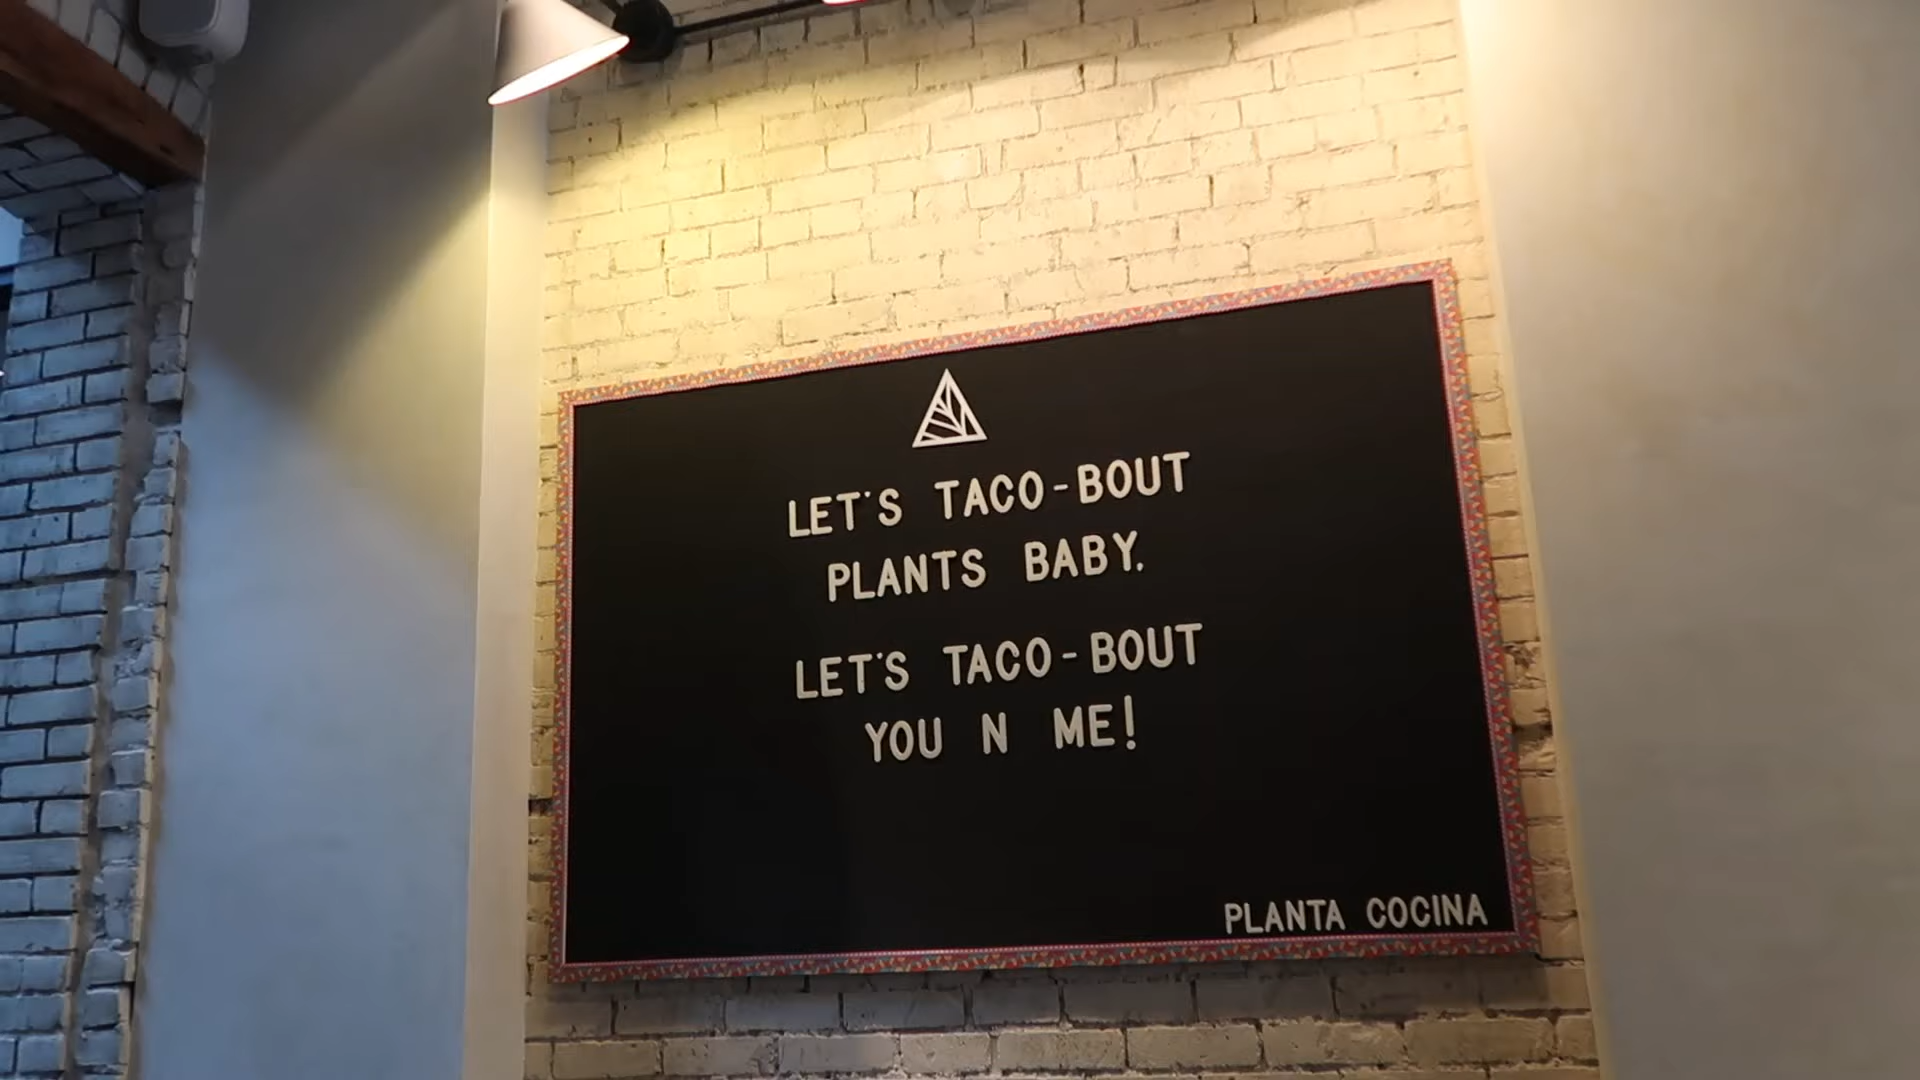 LET'S TACO-BOUT
PLANTS BABY.
LET'S TACO-BOUT
YOU N ME!
PLANTA COCINA